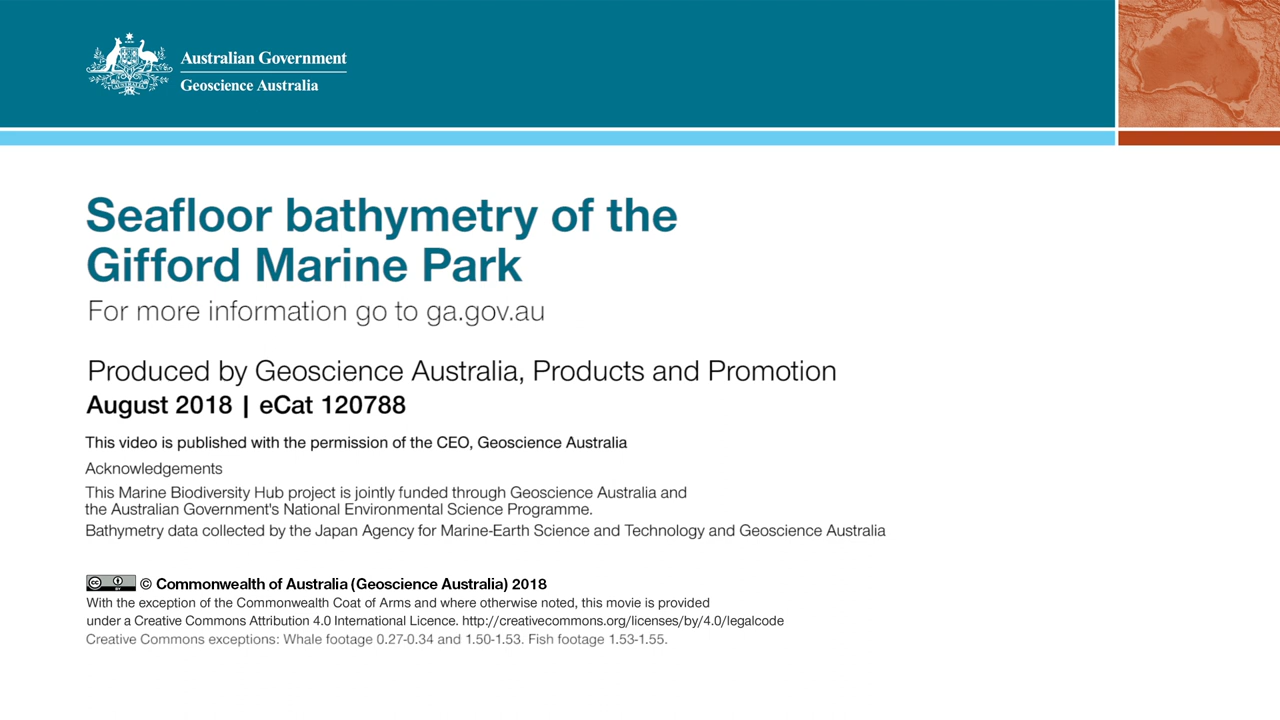 Australian Government
Geoscience Australia
Seafloor bathymetry of the
Gifford Marine Park
For more information go to ga.gov.au
Produced by Geoscience Australia, Products and Promotion
August 2018 | eCat 120788
This video is published with the permission of the CEO, Geoscience Australia
Acknowledgements
This Marine Biodiversity Hub project is jointly funded through Geoscience Australia and
the Australian Government's National Environmental Science Programme.
Bathymetry data collected by the Japan Agency for Marine-Earth Science and Technology and Geoscience Australia
cc BY © Commonwealth of Australia (Geoscience Australia) 2018
With the exception of the Commonwealth Coat of Arms and where otherwise noted, this movie is provided
under a Creative Commons Attribution 4.0 International Licence. http://creativecommons.org/licenses/by/4.0/legalcode
Creative Commons exceptions: Whale footage 0.27-0.34 and 1.50-1.53. Fish footage 1.53-1.55.